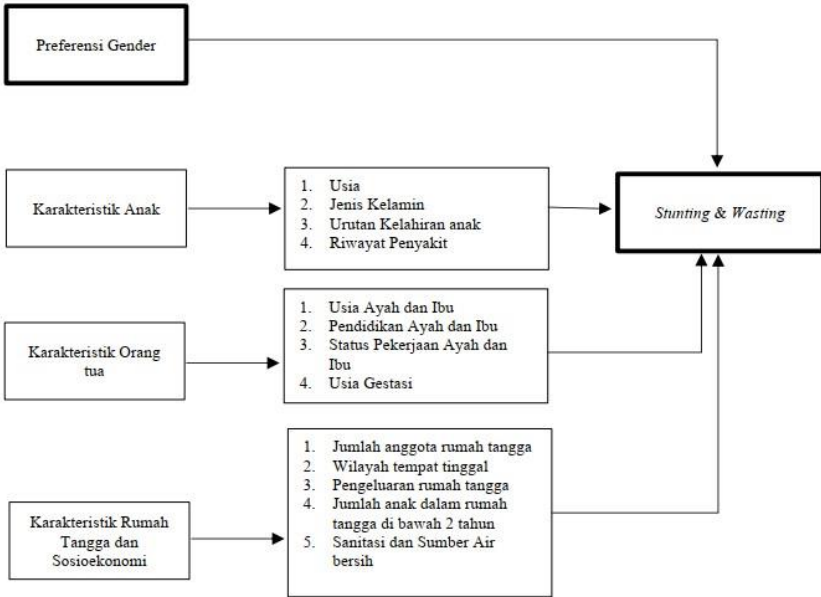 Preferensi Gender
Karakteristik Anak
1. Usia
2. Jenis Kelamin
3. Urutan Kelahiran anak
4. Riwayat Penyakit
Stunting & Wasting
Karakteristik Orang
tua
1. Usia Ayah dan Ibu
2. Pendidikan Ayah dan Ibu
3. Status Pekerjaan Ayah dan
Ibu
4. Usia Gestasi
Karakteristik Rumah
Tangga dan
Sosioekonomi
1. Jumlah anggota rumah tangga
2. Wilayah tempat tinggal
3. Pengeluaran rumah tangga
4. Jumlah anak dalam rumah
tangga di bawah 2 tahun
5. Sanitasi dan Sumber Air
bersih